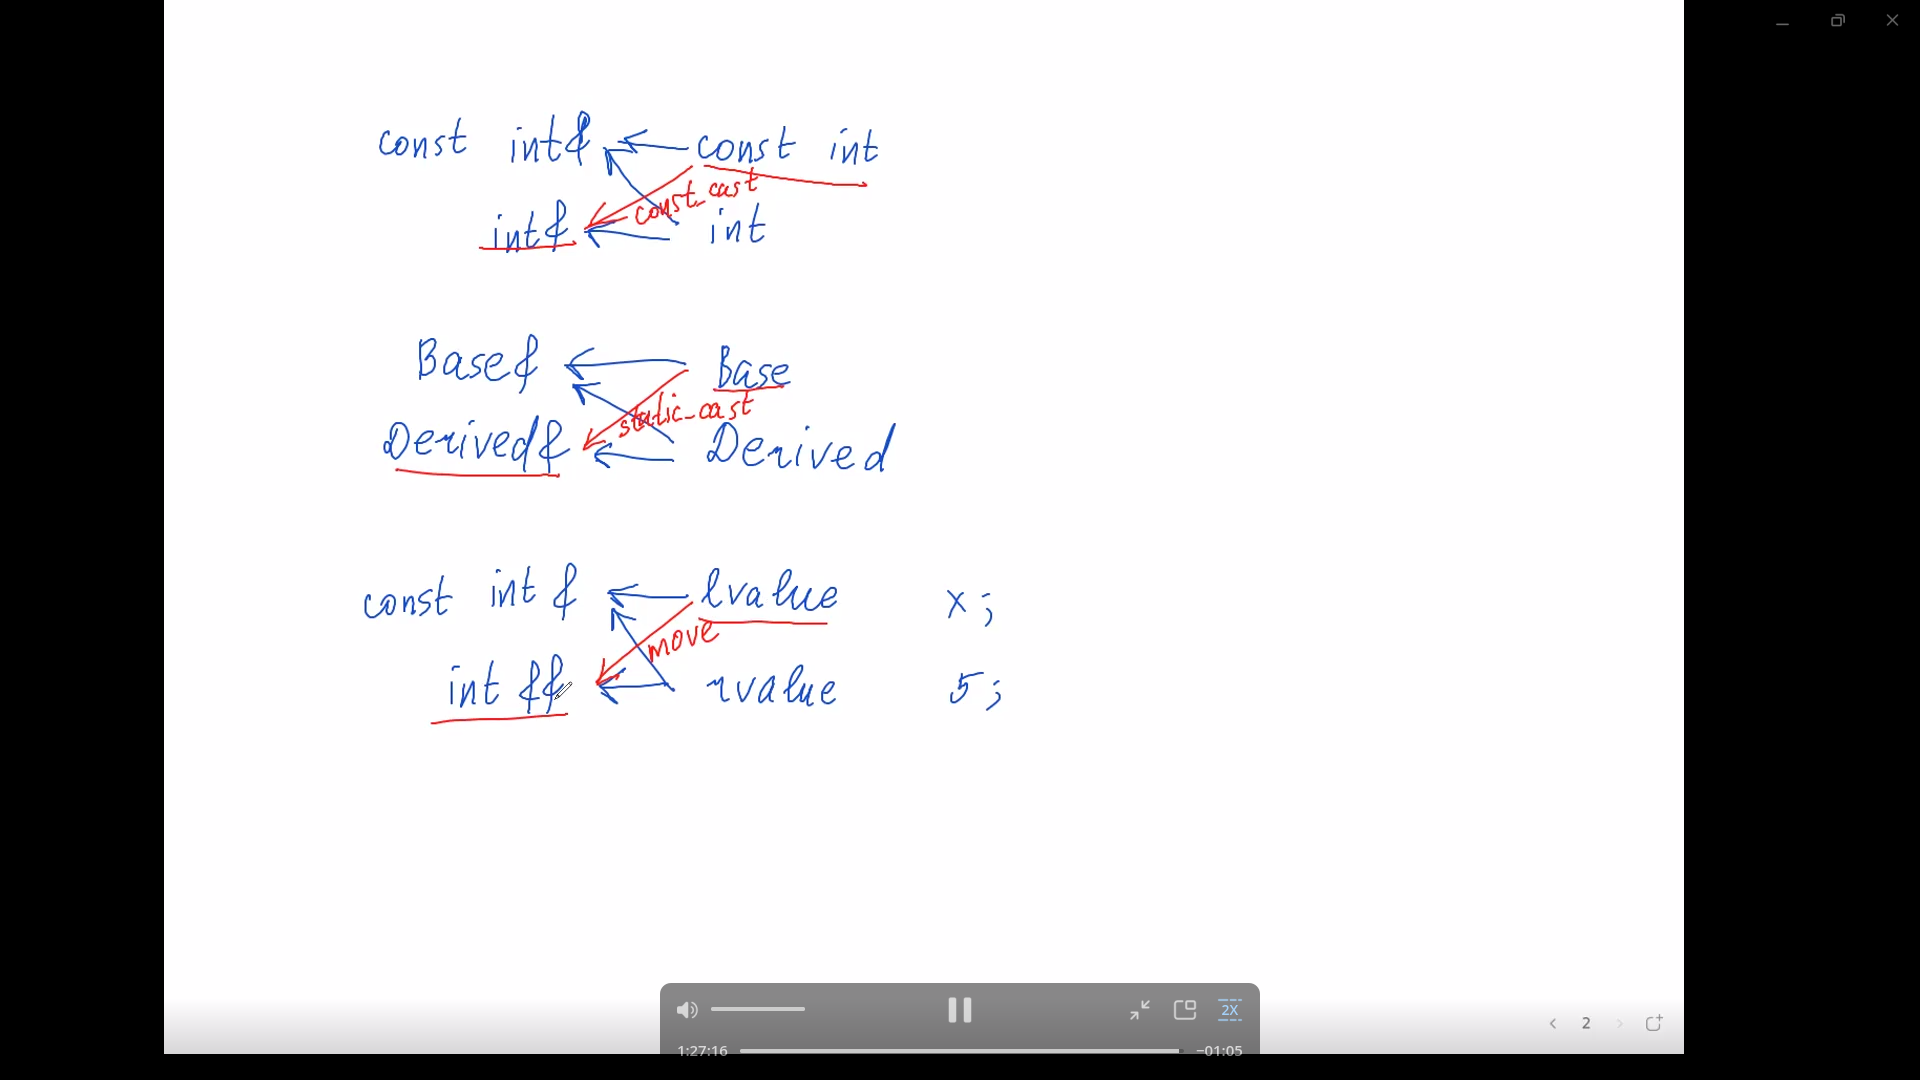 const int& const int
const_cast
int& int
Base& Base
static_cast
Derived& Derived
const int & lvalue x ;
move
int && rvalue 5 ;
2X
2
1:27:16 −01:05